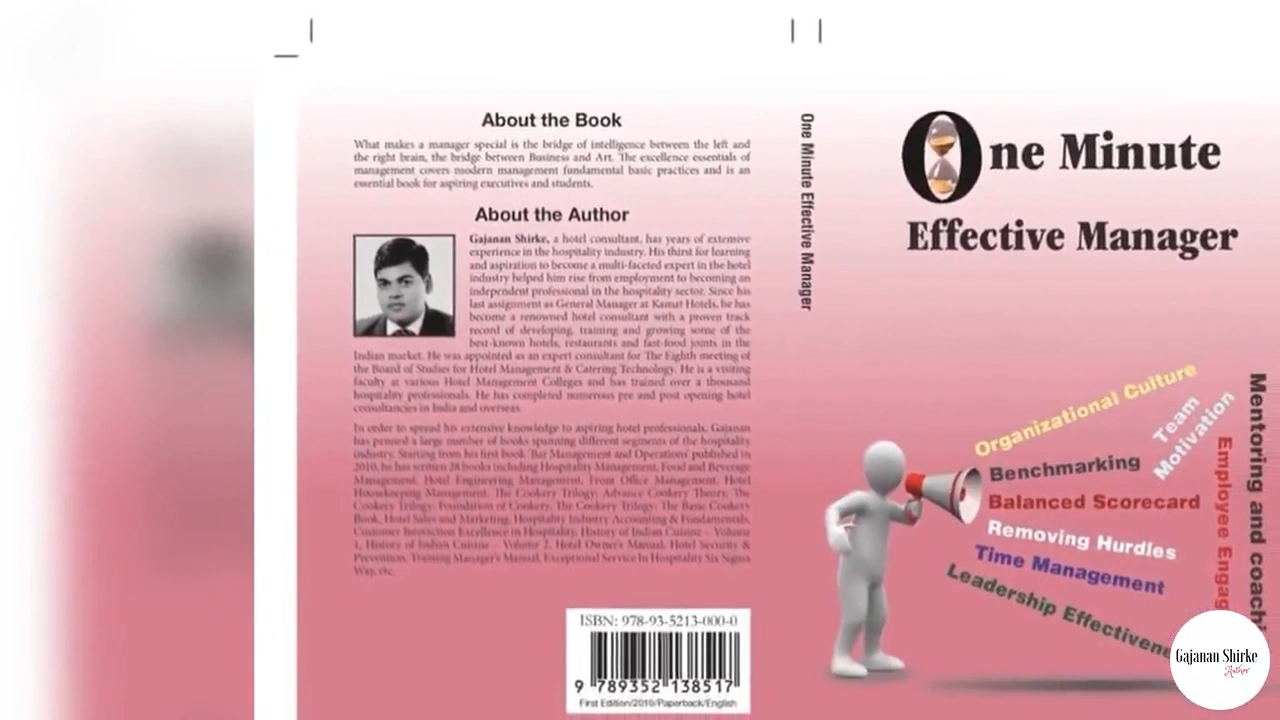 About the Book
What makes a manager special is the bridge of intelligence between the left and
the right brain, the bridge between Business and Art. The excellence essentials of
management covers modern management fundamental basic practices and is an
essential book for aspiring executives and students.
About the Author
Gajanan Shirke, a hotel consultant, has years of extensive
experience in the hospitality industry. His thirst for learning
and aspiration to become a multi-faceted expert in the hotel
industry helped him rise from employment to becoming an
independent professional in the hospitality sector. Since his
last assignment as General Manager at Kamat Hotels, he has
become a renowned hotel consultant with a proven track
record of developing, training and growing some of the
best-known hotels, restaurants and fast-food joints in the
Indian market. He was appointed as an expert consultant for The Eighth meeting of
the Board of Studies for Hotel Management & Catering Technology. He is a visiting
faculty at various Hotel Management Colleges and has trained over a thousand
hospitality professionals. He has completed numerous pre and post opening hotel
consultancies in India and overseas.
In order to spread his extensive knowledge to aspiring hotel professionals, Gajanan
has penned a large number of books spanning different segments of the hospitality
industry. Starting from his first book 'Bar Management and Operations' published in
2010, he has written 28 books including Hospitality Management, Food and Beverage
Management, Hotel Engineering Management, Front Office Management, Hotel
Housekeeping Management, The Cookery Trilogy: Advance Cookery Theory, The
Cookery Trilogy: Foundation of Cookery, The Cookery Trilogy: The Basic Cookery
Book, Hotel Sales and Marketing, Hospitality Industry Accounting & Fundamentals,
Customer Interaction Excellence in Hospitality, History of Indian Cuisine – Volume
1, History of Indian Cuisine – Volume 2, Hotel Owner's Manual, Hotel Security &
Prevention, Training Manager's Manual, Exceptional Service In Hospitality Six Sigma
Way, etc.
ISBN: 978-93-5213-000-0
9 789352 138517
First Edition/2019/Paperback/English
One Minute Effective Manager
One Minute
Effective Manager
Organizational Culture
Team
Motivation
Benchmarking
Balanced Scorecard
Removing Hurdles
Time Management
Leadership Effectivene
Employee Engag
Mentoring and coachi
Gajanan Shirke
Author